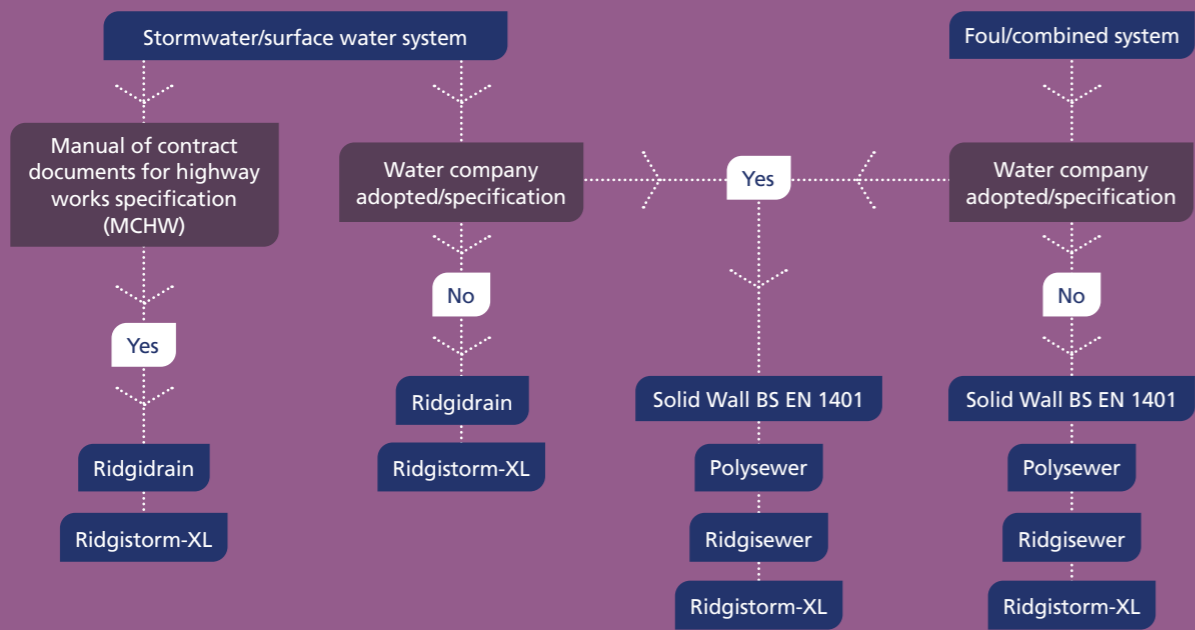 Stormwater/surface water system
Foul/combined system
Manual of contract
documents for highway
works specification
(MCHW)
Water company
adopted/specification
Yes
Water company
adopted/specification
No
No
Yes
Ridgidrain
Solid Wall BS EN 1401
Solid Wall BS EN 1401
Ridgidrain
Ridgistorm-XL
Polysewer
Polysewer
Ridgistorm-XL
Ridgisewer
Ridgisewer
Ridgistorm-XL
Ridgistorm-XL